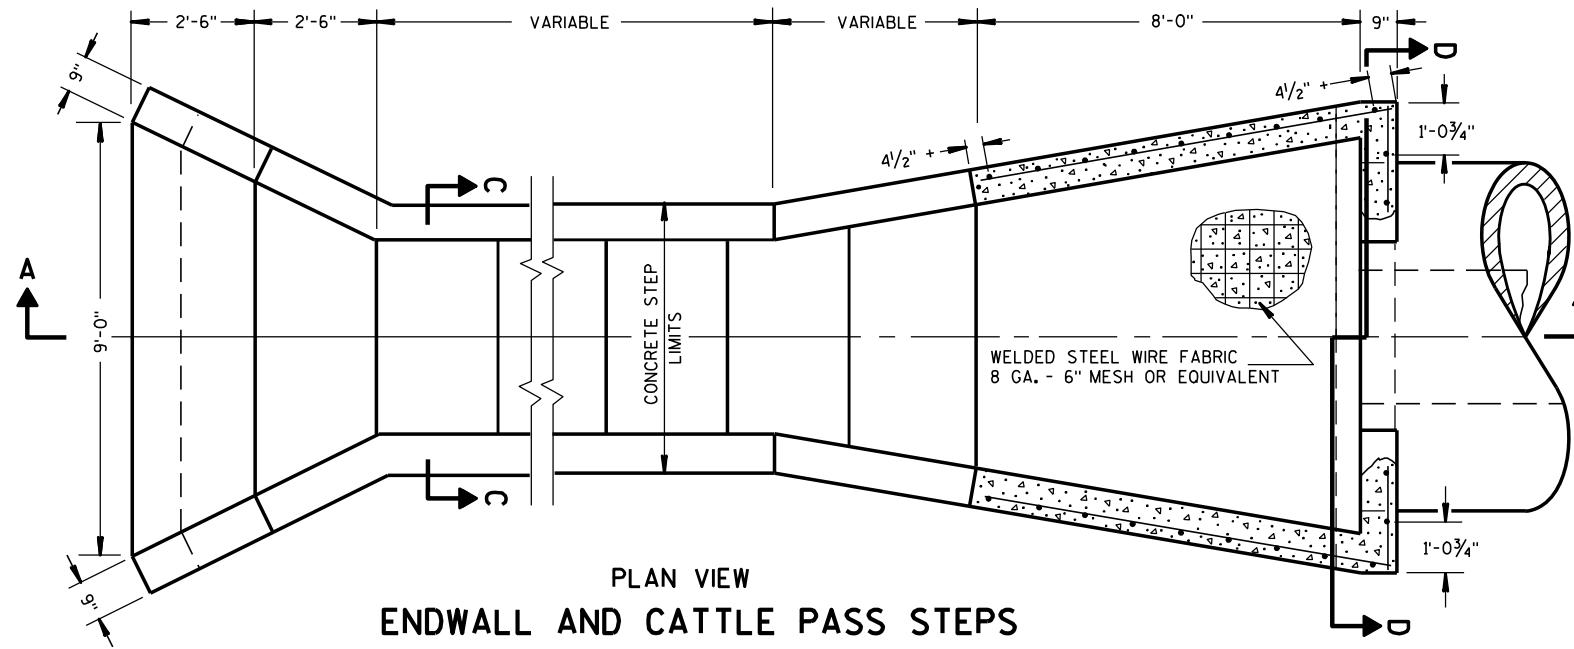 2'-6"
2'-6"
VARIABLE
VARIABLE
8'-0"
9"
D
9"
4½" +
1'-0¾"
4½" +
C
A
9'-0"
CONCRETE STEP
LIMITS
WELDED STEEL WIRE FABRIC
8 GA. - 6" MESH OR EQUIVALENT
C
1'-0¾"
9"
D
PLAN VIEW
ENDWALL AND CATTLE PASS STEPS